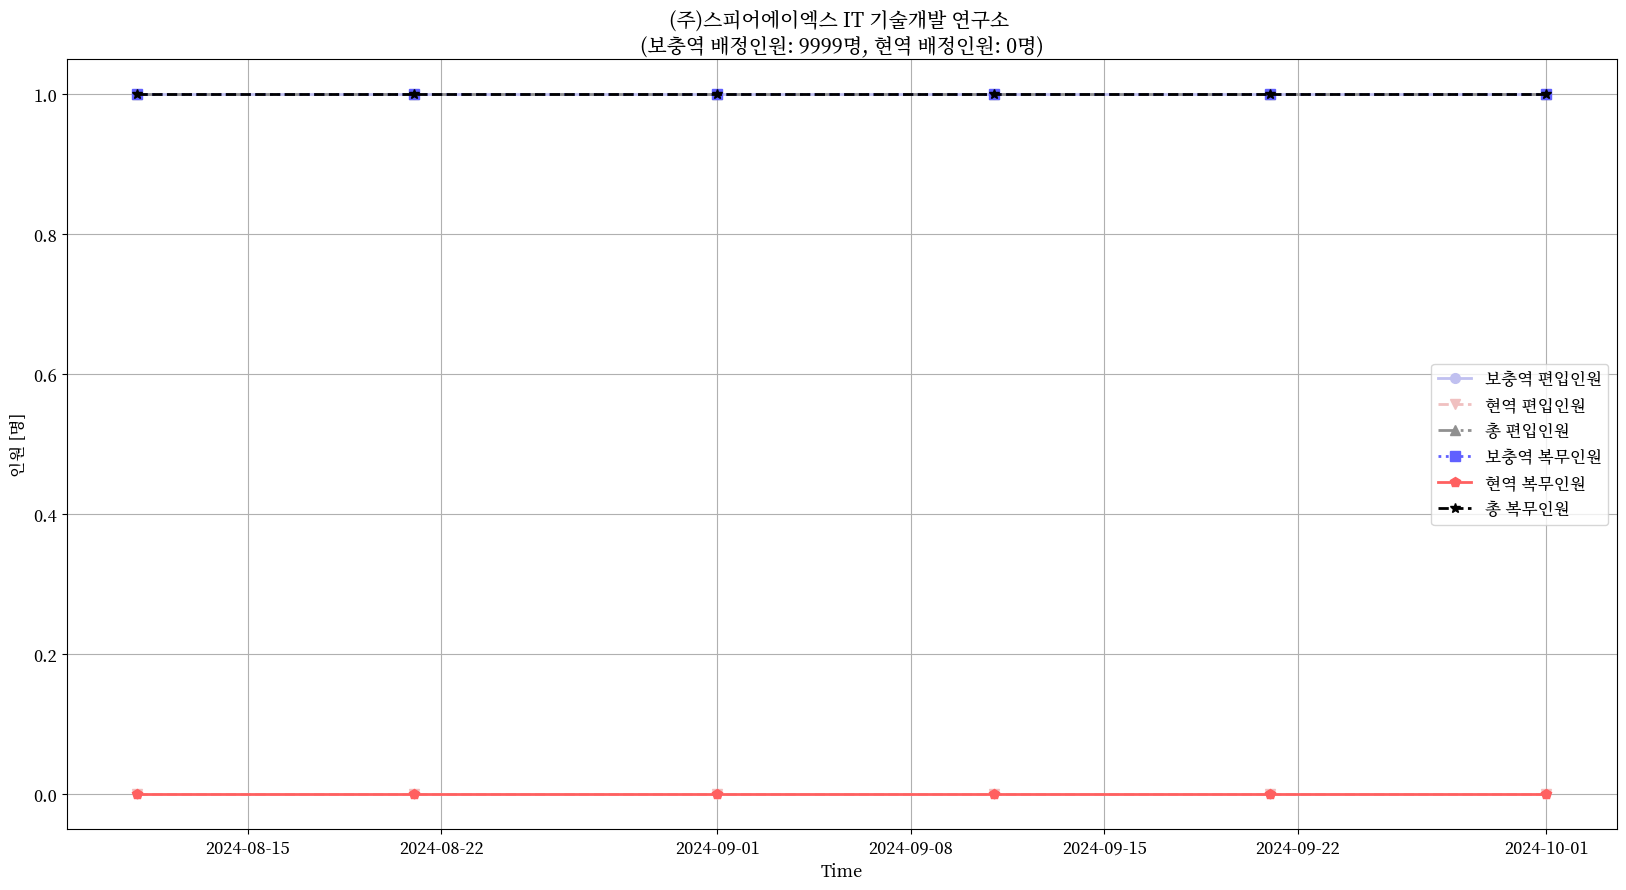 (주)스피어에이엑스 IT 기술개발 연구소
(보충역 배정인원: 9999명, 현역 배정인원: 0명)
1.0
0.8
0.6
0.4
0.2
0.0
인원 [명]
보충역 편입인원
현역 편입인원
총 편입인원
보충역 복무인원
현역 복무인원
총 복무인원
2024-08-15 2024-08-22 2024-09-01 2024-09-08 2024-09-15 2024-09-22 2024-10-01
Time